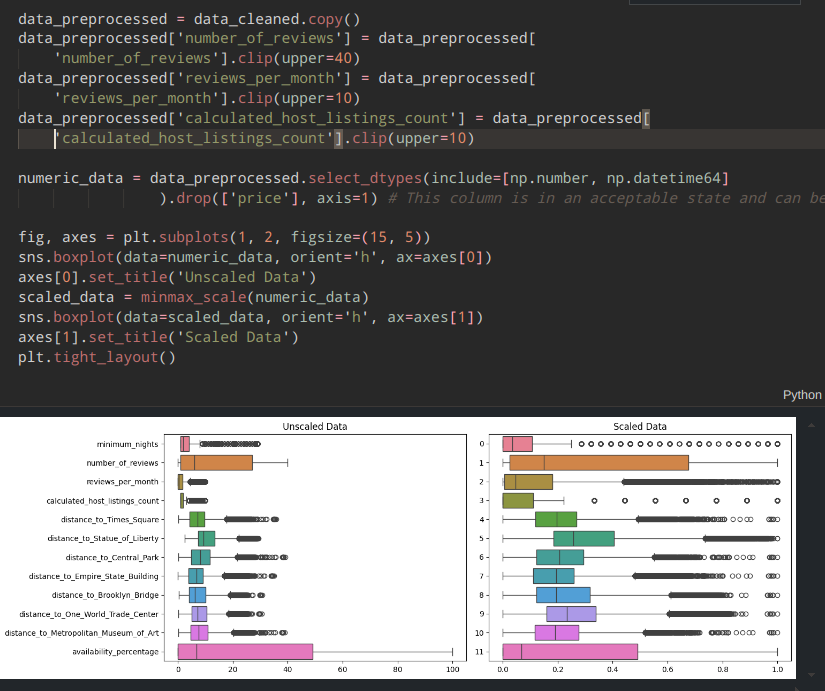 data_preprocessed = data_cleaned.copy()
data_preprocessed['number_of_reviews'] = data_preprocessed[
    'number_of_reviews'].clip(upper=40)
data_preprocessed['reviews_per_month'] = data_preprocessed[
    'reviews_per_month'].clip(upper=10)
data_preprocessed['calculated_host_listings_count'] = data_preprocessed[
    'calculated_host_listings_count'].clip(upper=10)
numeric_data = data_preprocessed.select_dtypes(include=[np.number, np.datetime64]
                ).drop(['price'], axis=1) # This column is in an acceptable state and can be
fig, axes = plt.subplots(1, 2, figsize=(15, 5))
sns.boxplot(data=numeric_data, orient='h', ax=axes[0])
axes[0].set_title('Unscaled Data')
scaled_data = minmax_scale(numeric_data)
sns.boxplot(data=scaled_data, orient='h', ax=axes[1])
axes[1].set_title('Scaled Data')
plt.tight_layout()
Python
Unscaled Data
minimum_nights
number_of_reviews
reviews_per_month
calculated_host_listings_count
distance_to_Times_Square
distance_to_Statue_of_Liberty
distance_to_Central_Park
distance_to_Empire_State_Building
distance_to_Brooklyn_Bridge
distance_to_One_World_Trade_Center
distance_to_Metropolitan_Museum_of_Art
availability_percentage
0 20 40 60 80 100
Scaled Data
0
1
2
3
4
5
6
7
8
9
10
11
0.0 0.2 0.4 0.6 0.8 1.0